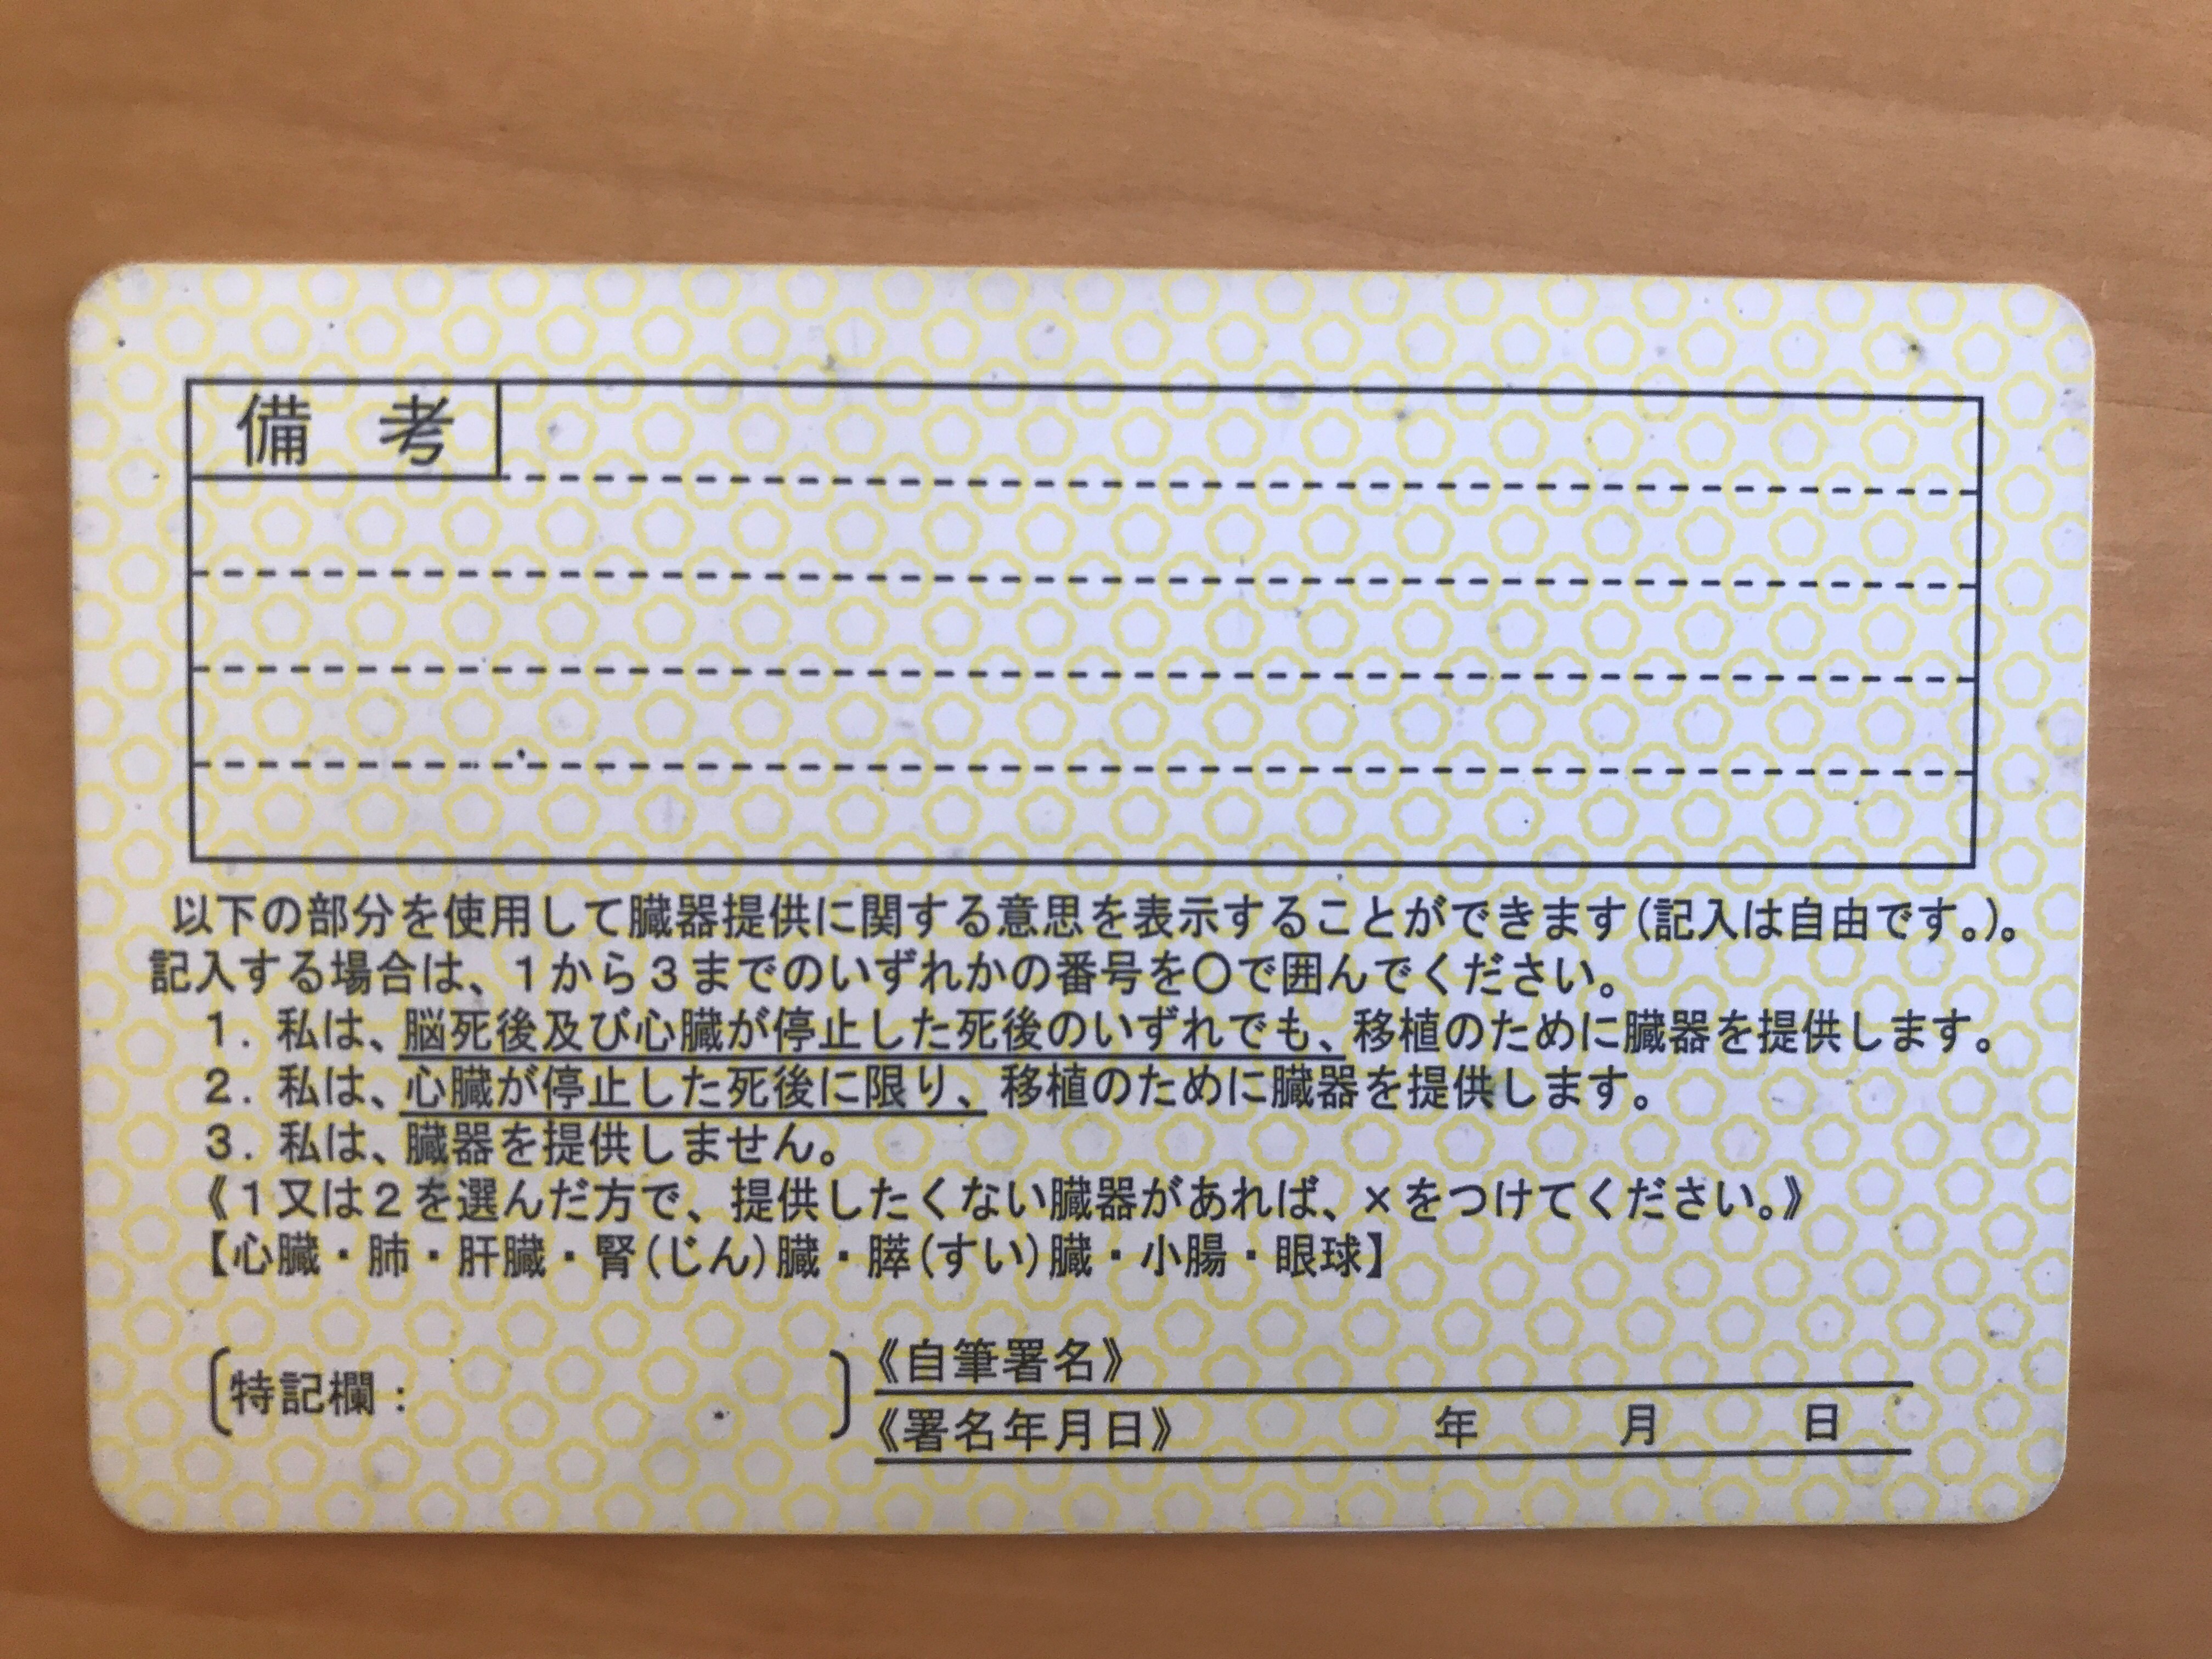 備 考
以下の部分を使用して臓器提供に関する意思を表示することができます(記入は自由です。)。
記入する場合は、1から3までのいずれかの番号を〇で囲んでください。
1. 私は、脳死後及び心臓が停止した死後のいずれでも、移植のために臓器を提供します。
2. 私は、心臓が停止した死後に限り、移植のために臓器を提供します。
3. 私は、臓器を提供しません。
《1又は2を選んだ方で、提供したくない臓器があれば、×をつけてください。》
【心臓・肺・肝臓・腎(じん)臓・膵(すい)臓・小腸・眼球】
〔特記欄: 〕
《自筆署名》
《署名年月日》 年 月 日